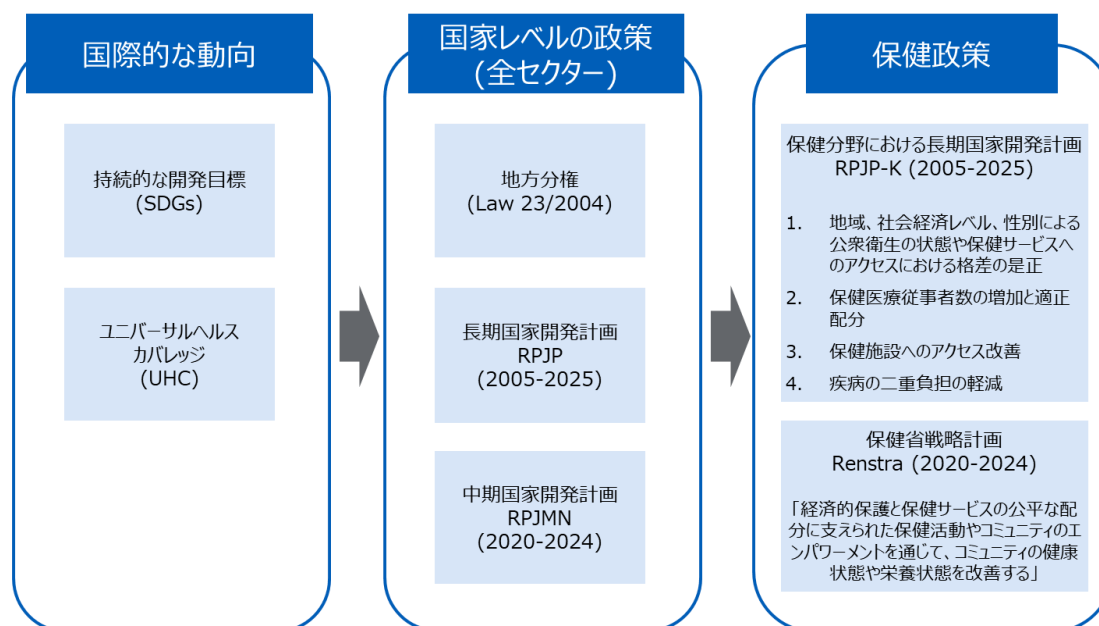 国際的な動向
持続的な開発目標
(SDGs)
ユニバーサルヘルス
カバレッジ
(UHC)
国家レベルの政策
(全セクター)
地方分権
(Law 23/2004)
長期国家開発計画
RPJP
(2005-2025)
中期国家開発計画
RPJMN
(2020-2024)
保健政策
保健分野における長期国家開発計画
RPJP-K (2005-2025)
1. 地域、社会経済レベル、性別による
公衆衛生の状態や保健サービスへ
のアクセスにおける格差の是正
2. 保健医療従事者数の増加と適正
配分
3. 保健施設へのアクセス改善
4. 疾病の二重負担の軽減
保健省戦略計画
Renstra (2020-2024)
「経済的保護と保健サービスの公平な配
分に支えられた保健活動やコミュニティのエ
ンパワーメントを通じて、コミュニティの健康
状態や栄養状態を改善する」